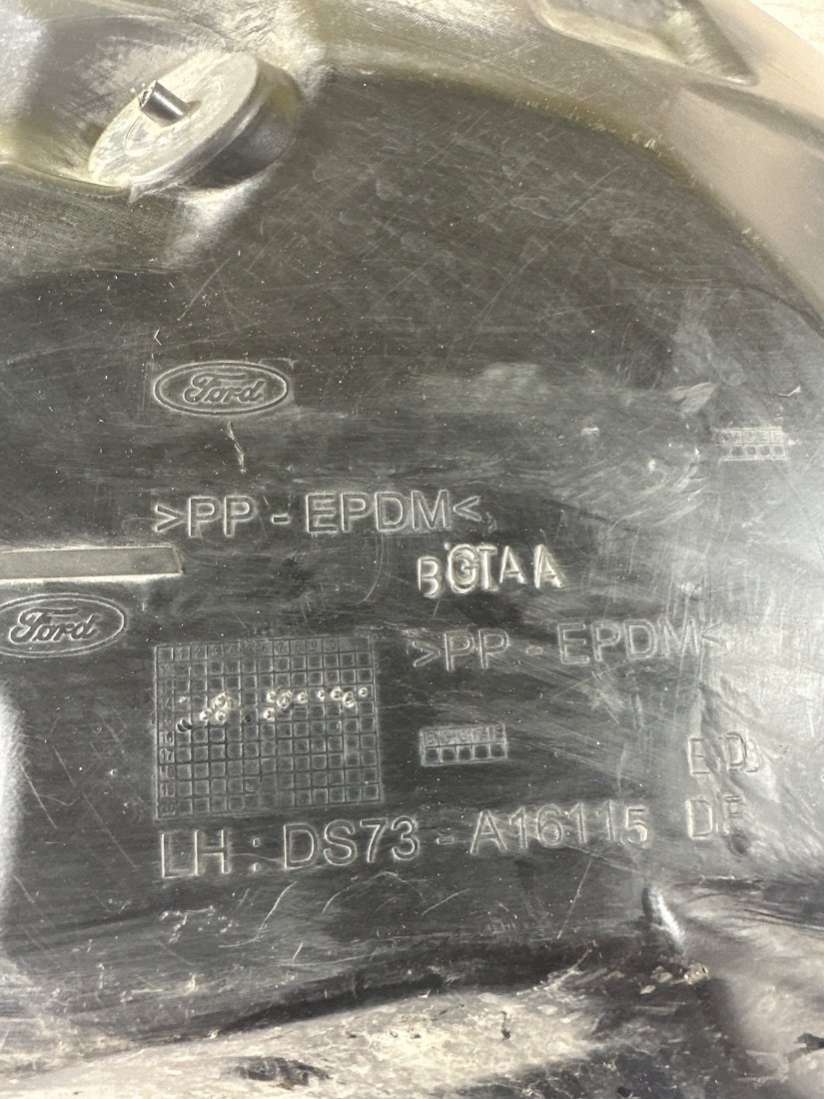 Ford
>PP - EPDM<
BGTAA
Ford
>PP - EPDM<
LH : DS73 - A16115